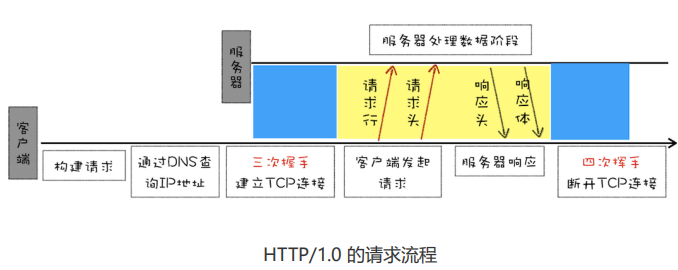 服务器处理数据阶段
服务器
请求行
请求头
响应头
响应体
客户端
构建请求
通过DNS查
询IP地址
三次握手
建立TCP连接
客户端发起
请求
服务器响应
四次挥手
断开TCP连接
HTTP/1.0 的请求流程